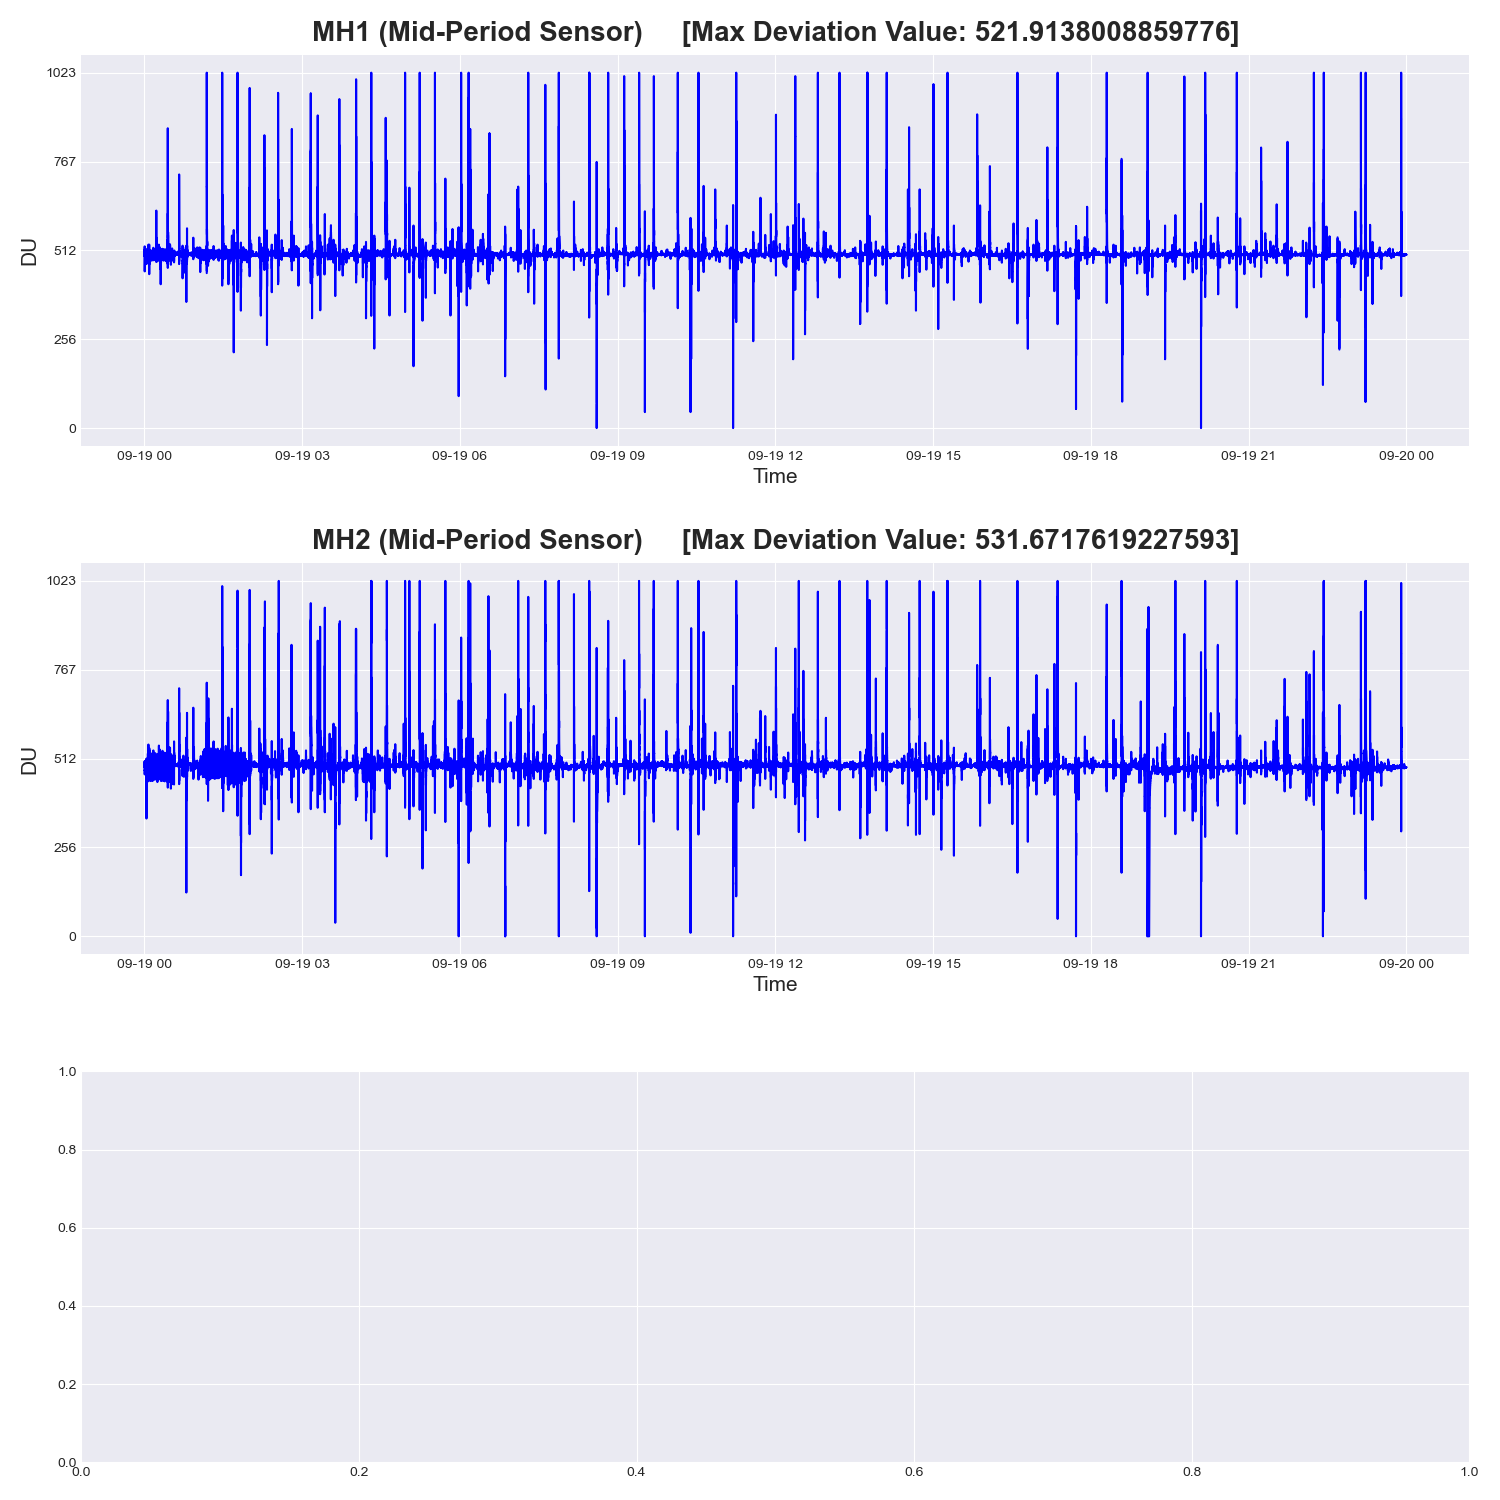 MH1 (Mid-Period Sensor) [Max Deviation Value: 521.9138008859776]
1023
767
512
256
0
DU
09-19 00 09-19 03 09-19 06 09-19 09 09-19 12 09-19 15 09-19 18 09-19 21 09-20 00
Time
MH2 (Mid-Period Sensor) [Max Deviation Value: 531.6717619227593]
1023
767
512
256
0
DU
09-19 00 09-19 03 09-19 06 09-19 09 09-19 12 09-19 15 09-19 18 09-19 21 09-20 00
Time
1.0
0.8
0.6
0.4
0.2
0.0
0.0 0.2 0.4 0.6 0.8 1.0